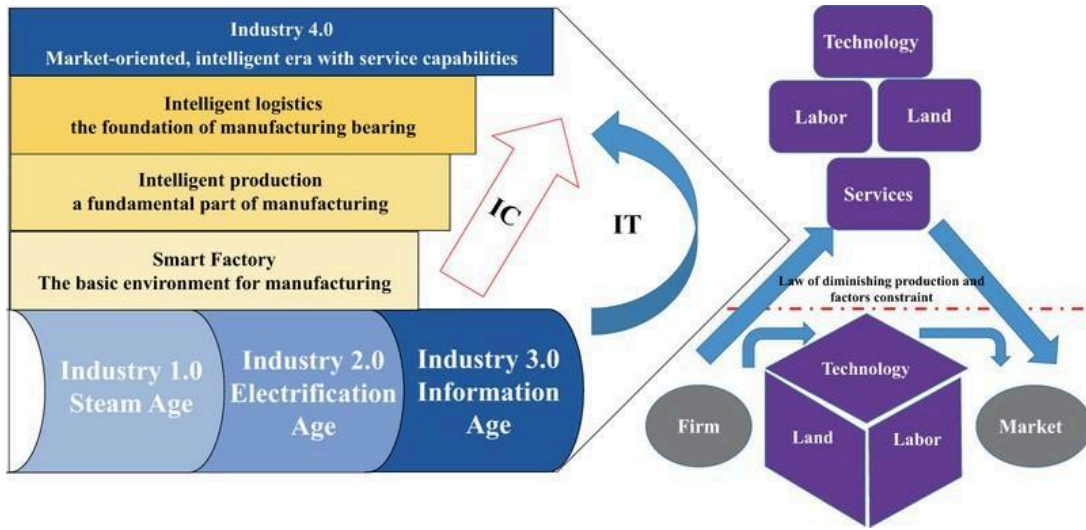 Industry 4.0
Market-oriented, intelligent era with service capabilities
Intelligent logistics
the foundation of manufacturing bearing
Intelligent production
a fundamental part of manufacturing
Smart Factory
The basic environment for manufacturing
Industry 1.0
Steam Age
Industry 2.0
Electrification
Age
Industry 3.0
Information
Age
IC
IT
Technology
Labor
Land
Services
Law of diminishing production and
factors constraint
Firm
Technology
Land
Labor
Market